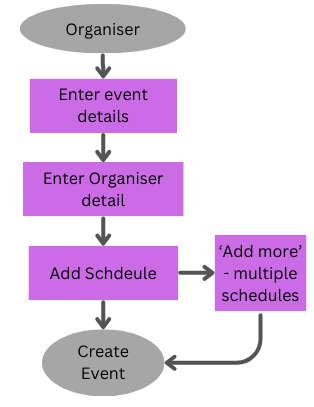 Organiser
Enter event
details
Enter Organiser
detail
Add Schdeule
‘Add more’
- multiple
schedules
Create
Event